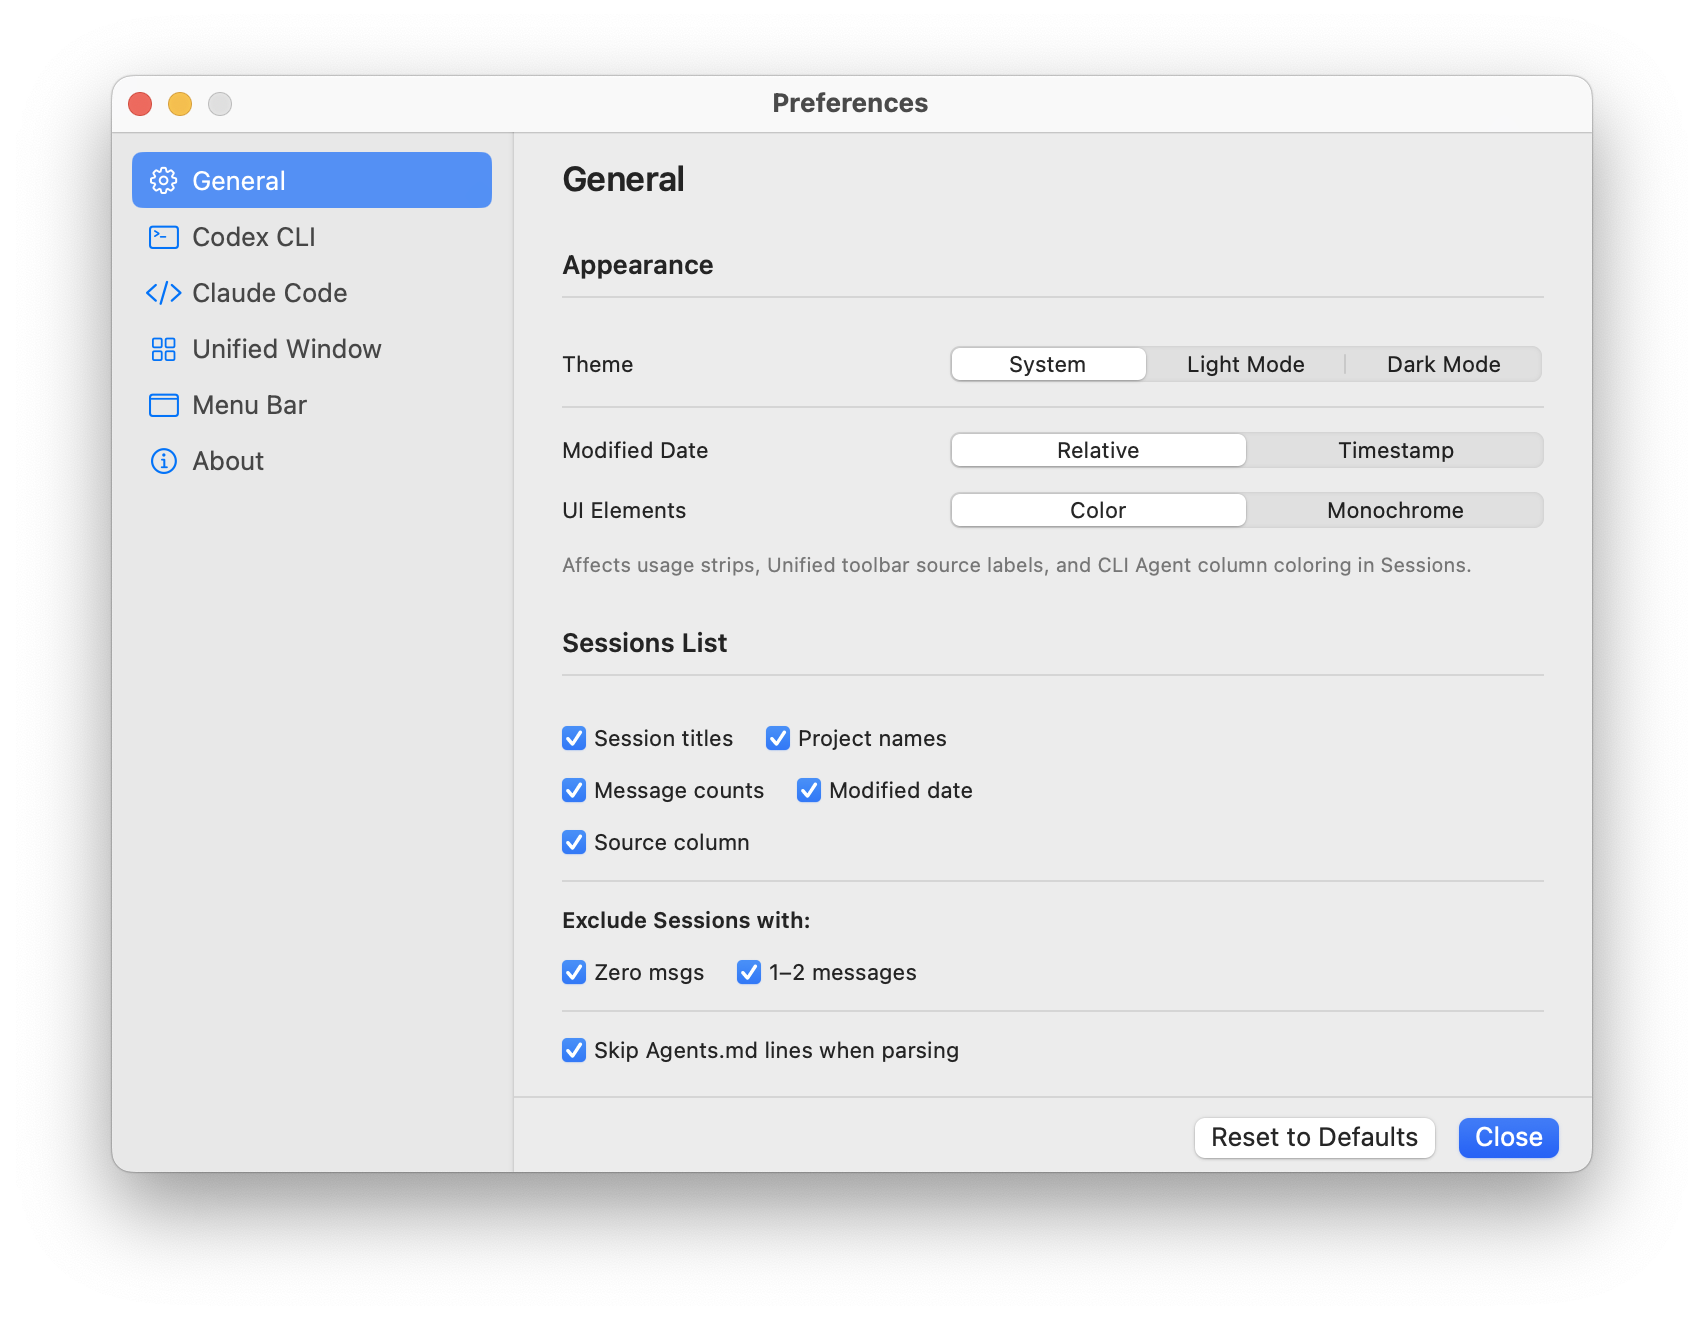 Preferences
General
Codex CLI
Claude Code
Unified Window
Menu Bar
About
General
Appearance
Theme System Light Mode Dark Mode
Modified Date Relative Timestamp
UI Elements Color Monochrome
Affects usage strips, Unified toolbar source labels, and CLI Agent column coloring in Sessions.
Sessions List
Session titles Project names
Message counts Modified date
Source column
Exclude Sessions with:
Zero msgs 1–2 messages
Skip Agents.md lines when parsing
Reset to Defaults Close